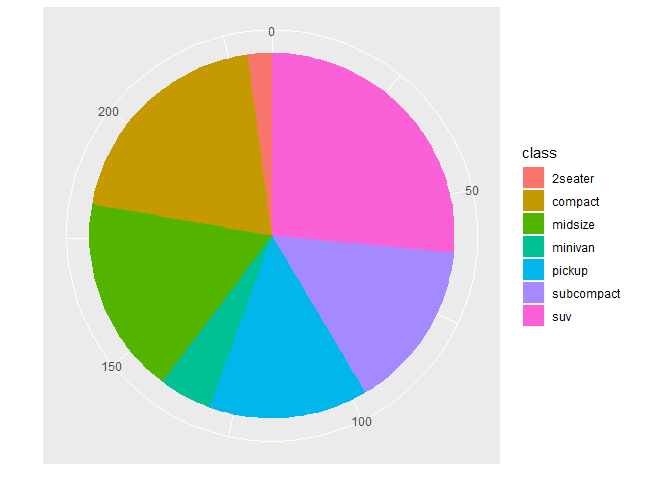 0
50
100
150
200
class
2seater
compact
midsize
minivan
pickup
subcompact
suv